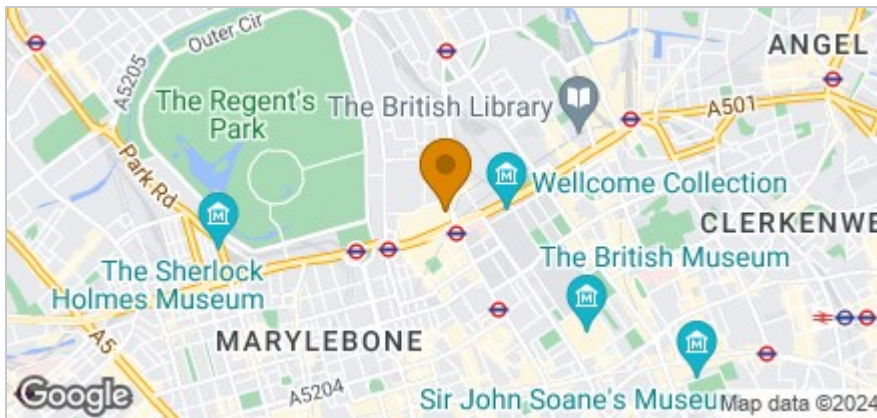 Outer Cir
ANGEL
A5205
The Regent's
Park
The British Library
A501
Park Rd
Wellcome Collection
CLERKENWE
The Sherlock
Holmes Museum
The British Museum
MARYLEBONE
A5
A5204
Sir John Soane's Museu
Google
Map data ©2024